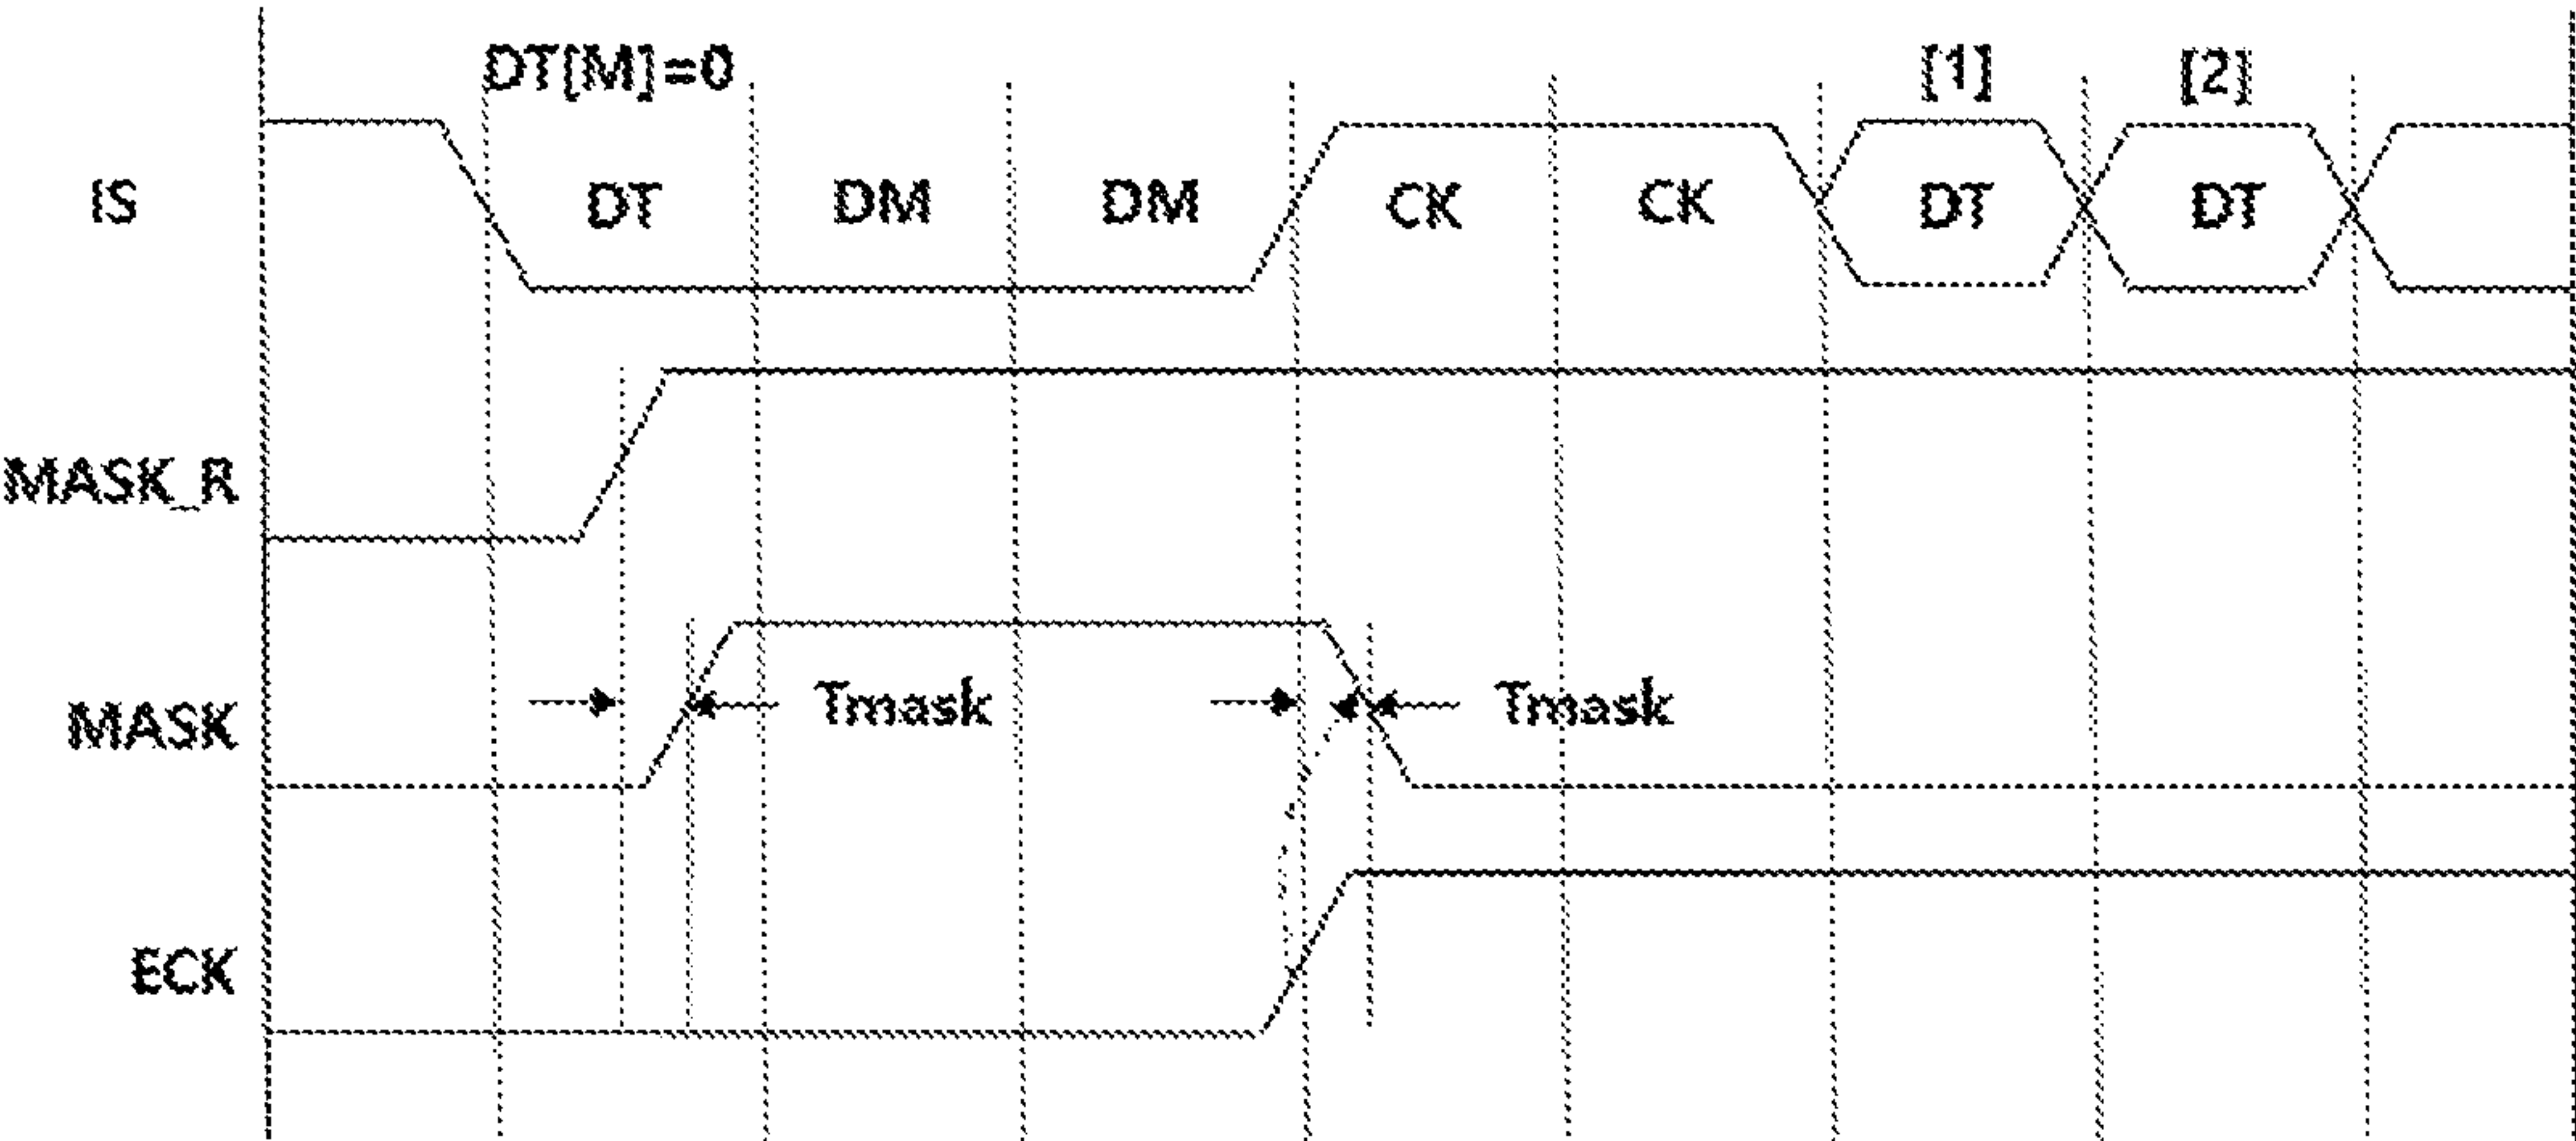 DT[M]=0 [1] [2]
IS DT DM DM CK CK DT DT
MASK_R
MASK Tmask Tmask
ECK